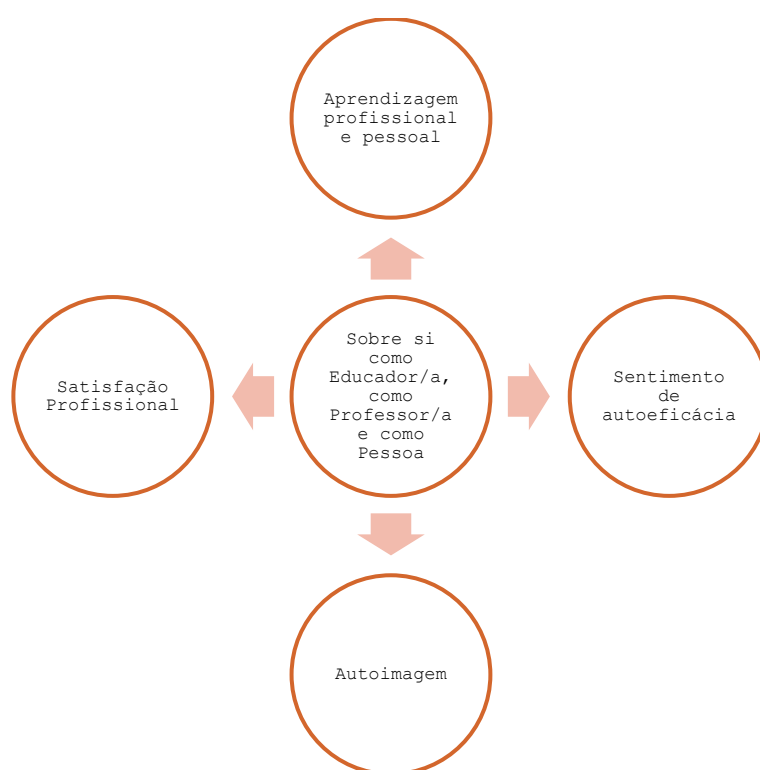 Aprendizagem
profissional
e pessoal
Satisfação
Profissional
Sobre si
como
Educador/a,
como
Professor/a
e como
Pessoa
Sentimento
de
autoeficácia
Autoimagem